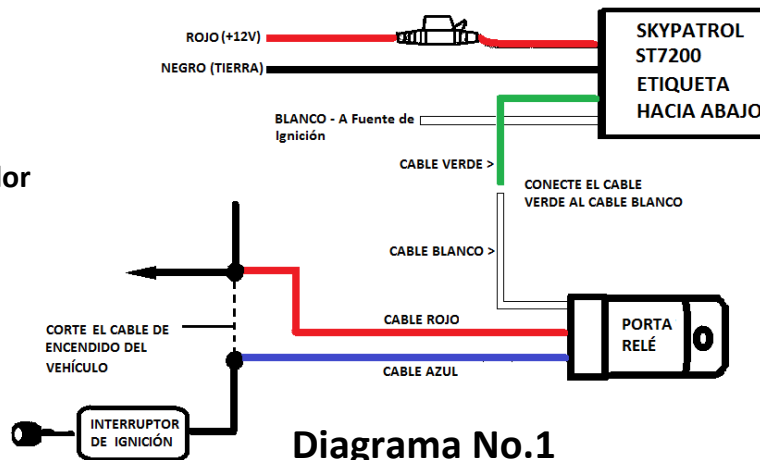 ROJO (+12V)
NEGRO (TIERRA)
SKYPATROL
ST7200
ETIQUETA
HACIA ABAJO
BLANCO - A Fuente de
Ignición
CABLE VERDE >
CONECTE EL CABLE
VERDE AL CABLE BLANCO
lor
CABLE BLANCO >
CABLE ROJO
PORTA
RELÉ
CORTE EL CABLE DE
ENCENDIDO DEL
VEHÍCULO
CABLE AZUL
INTERRUPTOR
DE IGNICIÓN
Diagrama No.1